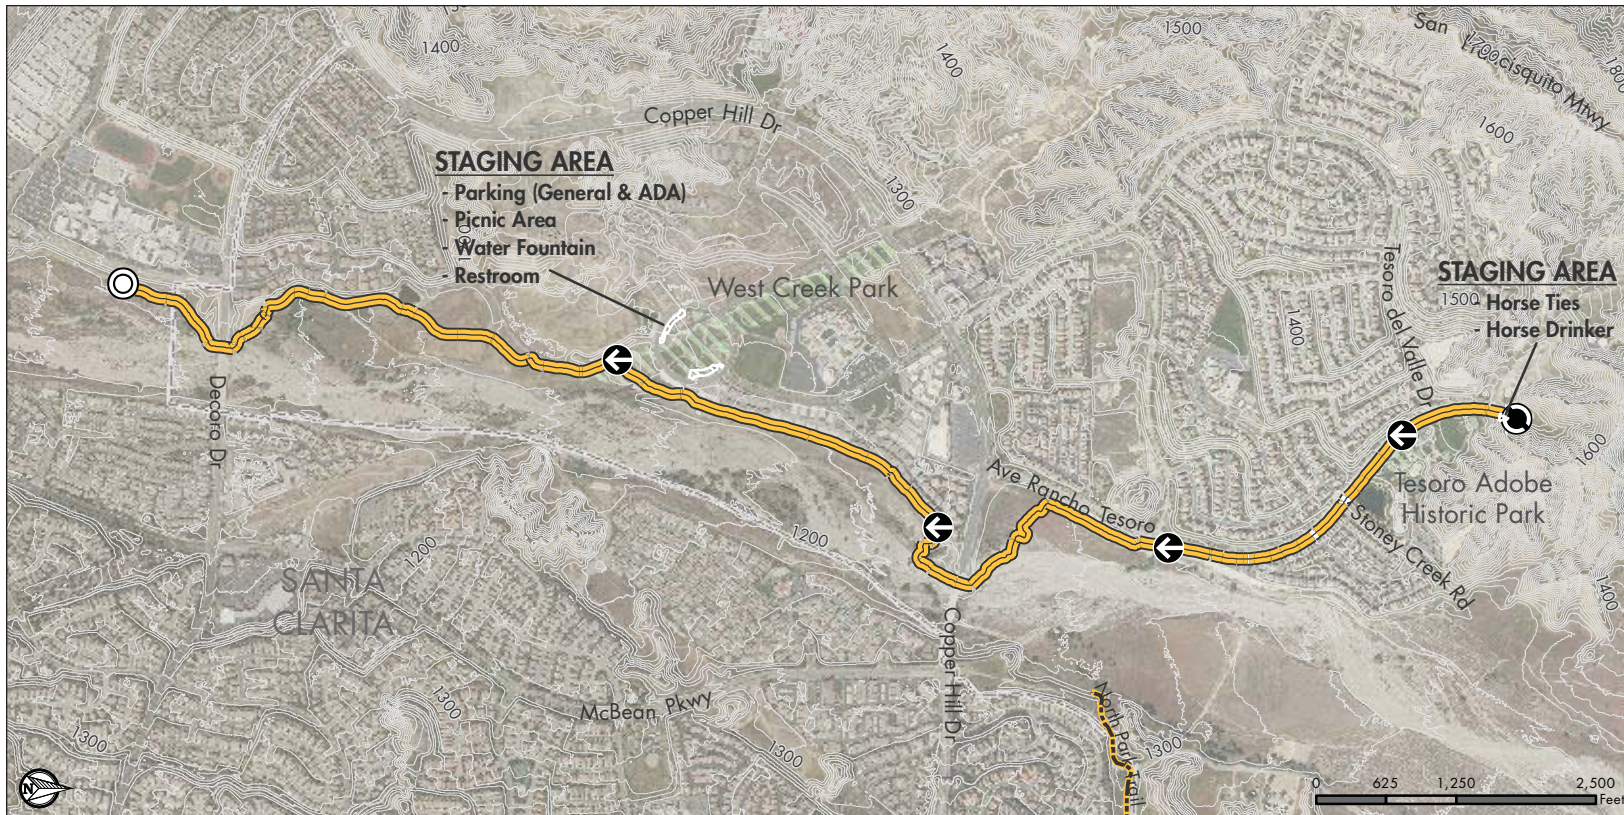 1400
1500
San Francisquito Mtwy
1700
1800
1400
1600
Copper Hill Dr
STAGING AREA
- Parking (General & ADA)
- Picnic Area
- Water Fountain
- Restroom
1300
West Creek Park
Tesoro del Valle Dr
STAGING AREA
- Horse Ties
- Horse Drinker
1500
1400
Decoro Dr
1600
Ave Rancho Tesoro
Tesoro Adobe
Historic Park
Stoney Creek Rd
1200
1200
SANTA
CLARITA
1400
Copper Hill Dr
McBean Pkwy
1300
1300
1300
North Park Trail
1300
N
0 625 1,250 2,500
Feet